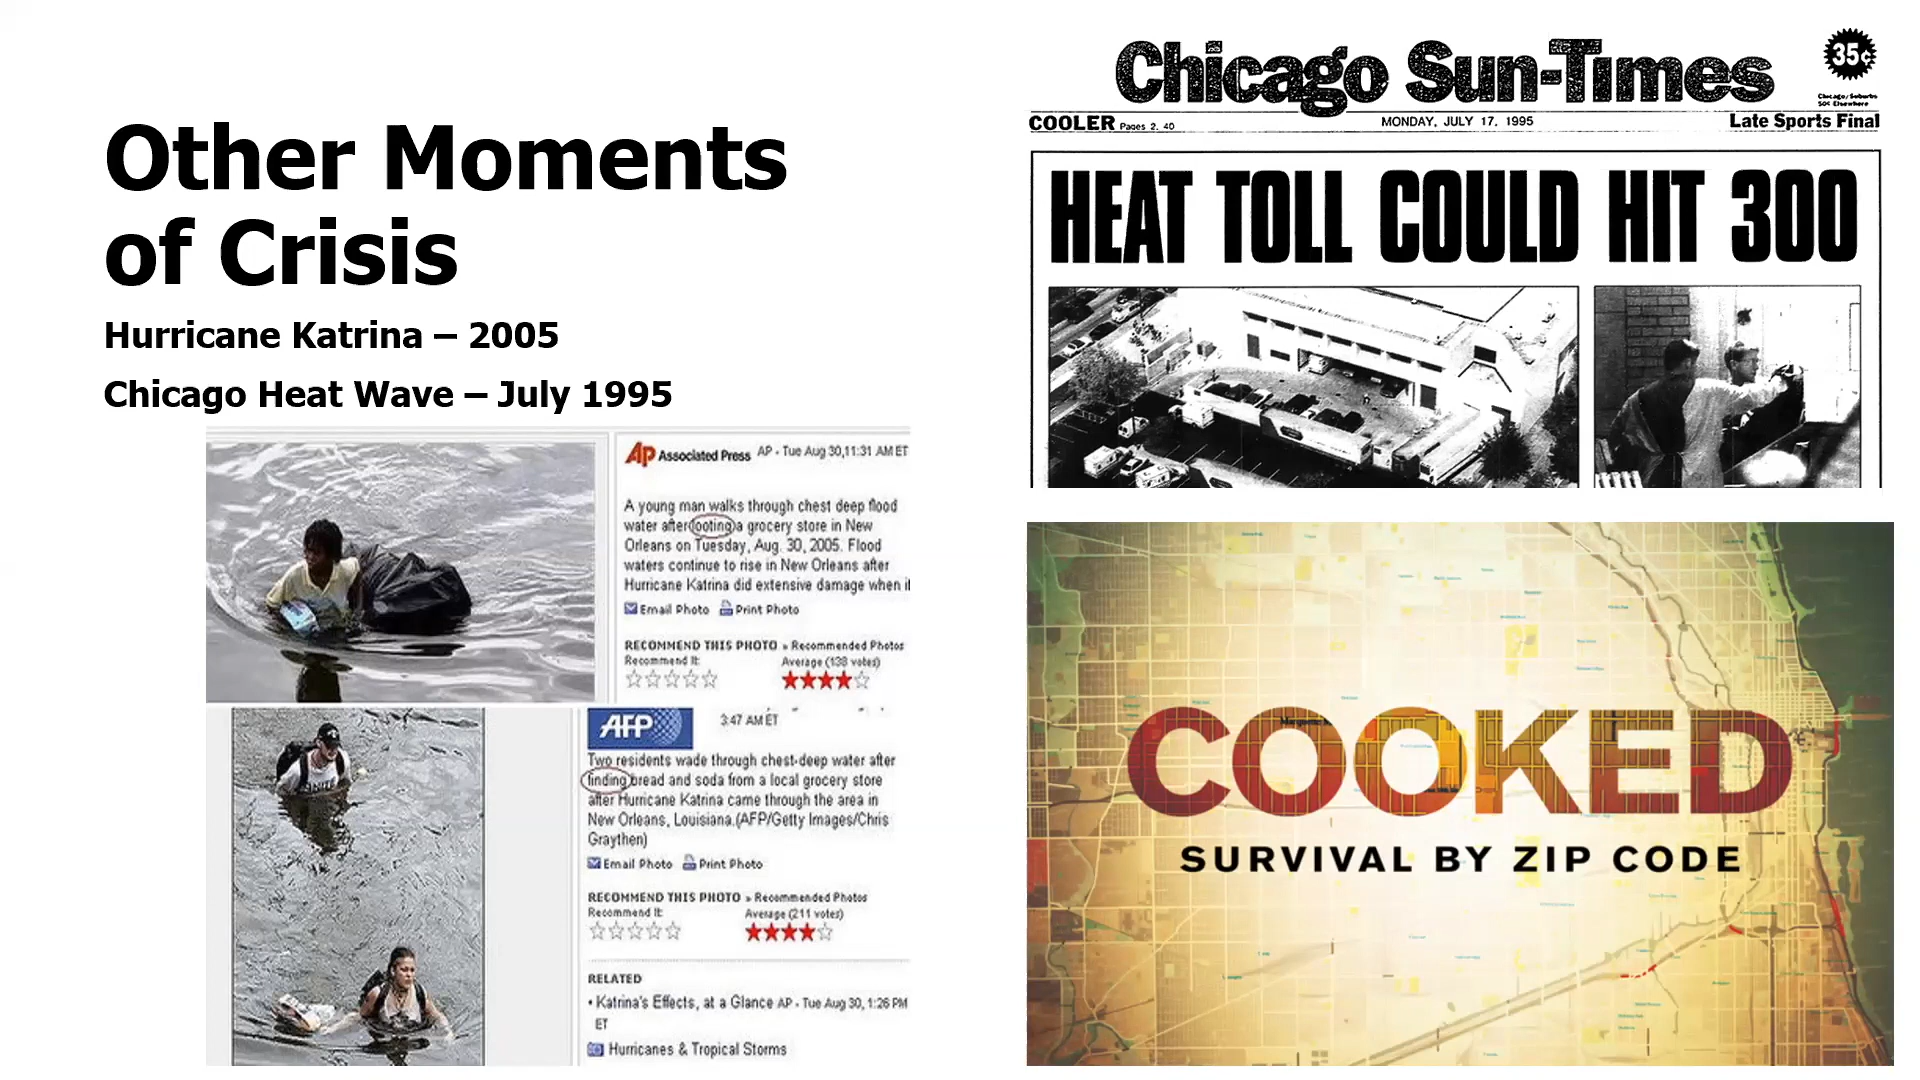 Other Moments
of Crisis
Hurricane Katrina – 2005
Chicago Heat Wave – July 1995
AP Associated Press AP - Tue Aug 30,11:31 AM ET
A young man walks through chest deep flood
water after looting a grocery store in New
Orleans on Tuesday, Aug. 30, 2005. Flood
waters continue to rise in New Orleans after
Hurricane Katrina did extensive damage when it
Email Photo Print Photo
RECOMMEND THIS PHOTO » Recommended Photos
Recommend It: Average (138 votes)
AFP 3:47 AM ET
Two residents wade through chest-deep water after
finding bread and soda from a local grocery store
after Hurricane Katrina came through the area in
New Orleans, Louisiana.(AFP/Getty Images/Chris
Graythen)
Email Photo Print Photo
RECOMMEND THIS PHOTO » Recommended Photos
Recommend It: Average (211 votes)
RELATED
• Katrina's Effects, at a Glance AP - Tue Aug 30, 1:26 PM
ET
Hurricanes & Tropical Storms
Chicago Sun-Times
35¢
Chicago/Suburbs
50¢ Elsewhere
COOLER Pages 2, 40
MONDAY, JULY 17, 1995
Late Sports Final
HEAT TOLL COULD HIT 300
COOKED
SURVIVAL BY ZIP CODE